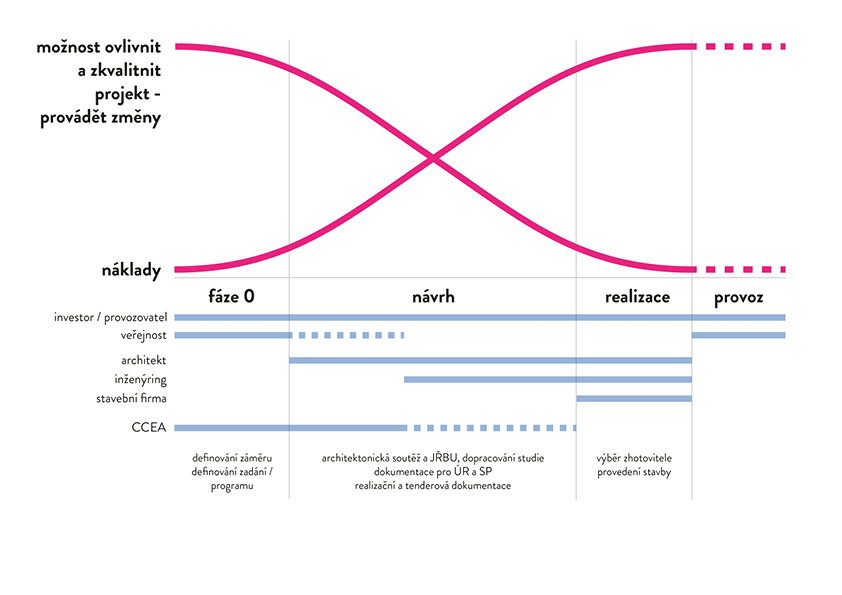 možnost ovlivnit
a zkvalitnit
projekt -
provádět změny
náklady
fáze 0
návrh
realizace
provoz
investor / provozovatel
veřejnost
architekt
inženýring
stavební firma
CCEA
definování záměru
definování zadání /
programu
architektonická soutěž a JŘBU, dopracování studie
dokumentace pro ÚR a SP
realizační a tenderová dokumentace
výběr zhotovitele
provedení stavby